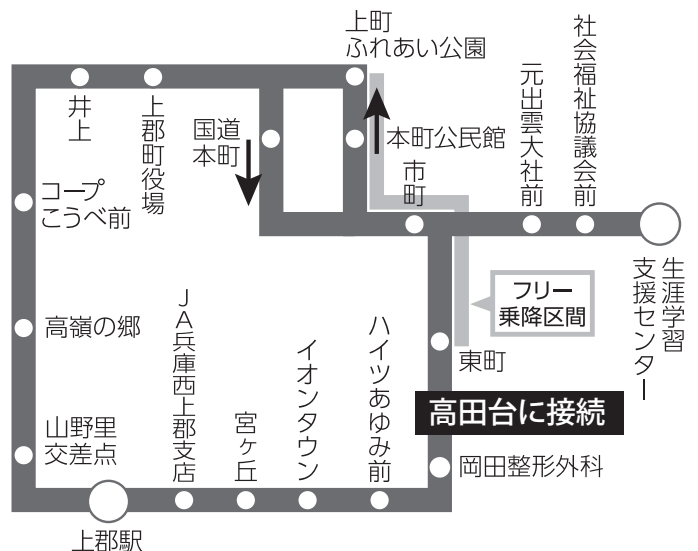 上町
ふれあい公園
社会福祉協議会前
元出雲大社前
井上
上郡町役場
国道
本町
本町公民館
市町
コープ
こうべ前
生涯学習
支援センター
フリー
乗降区間
高嶺の郷
JA兵庫西上郡支店
イオンタウン
ハイツあゆみ前
東町
高田台に接続
山野里
交差点
宮ヶ丘
岡田整形外科
上郡駅